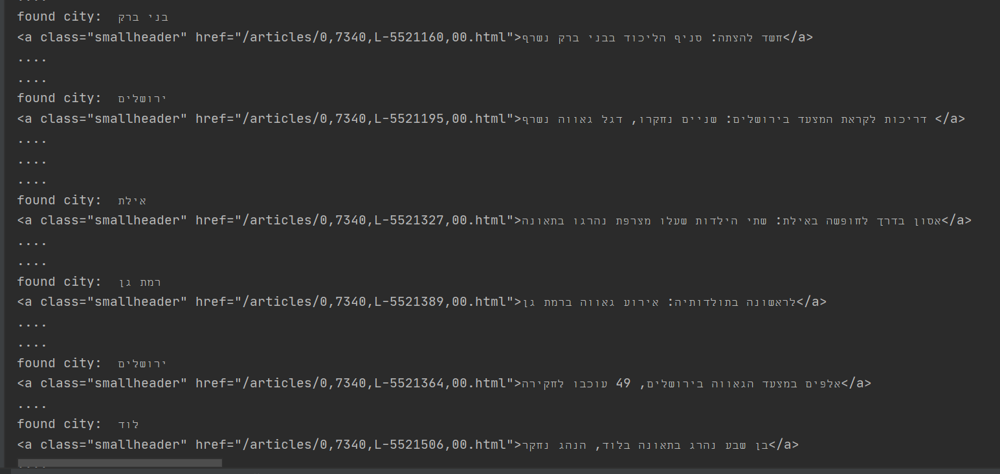 ....
found city:  בני ברק
<a class="smallheader" href="/articles/0,7340,L-5521160,00.html">חשד להצתה: סניף הליכוד בבני ברק נשרף</a>
....
....
found city:  ירושלים
<a class="smallheader" href="/articles/0,7340,L-5521195,00.html">דריכות לקראת המצעד בירושלים: שניים נחקרו, דגל גאווה נשרף </a>
....
....
....
found city:  אילת
<a class="smallheader" href="/articles/0,7340,L-5521327,00.html">אסון בדרך לחופשה באילת: שתי הילדות שעלו מצרפת נהרגו בתאונה</a>
....
....
found city:  רמת גן
<a class="smallheader" href="/articles/0,7340,L-5521389,00.html">לראשונה בתולדותיה: אירוע גאווה ברמת גן</a>
....
....
found city:  ירושלים
<a class="smallheader" href="/articles/0,7340,L-5521364,00.html">אלפים במצעד הגאווה בירושלים, 49 עוכבו לחקירה</a>
....
found city:  לוד
<a class="smallheader" href="/articles/0,7340,L-5521506,00.html">בן שבע נהרג בתאונה בלוד, הנהג נחקר</a>
....